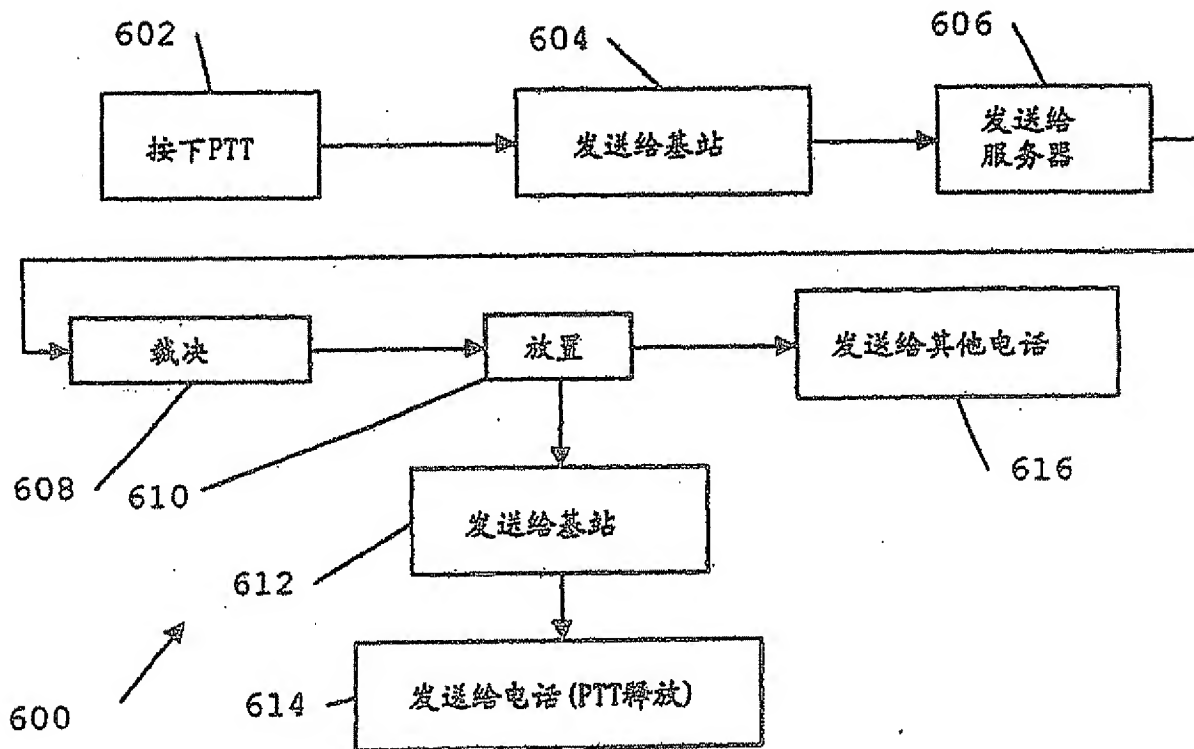 602
604
606
按下PTT
发送给基站
发送给
服务器
裁决
放置
发送给其他电话
608
610
616
发送给基站
612
发送给电话(PTT释放)
614
600